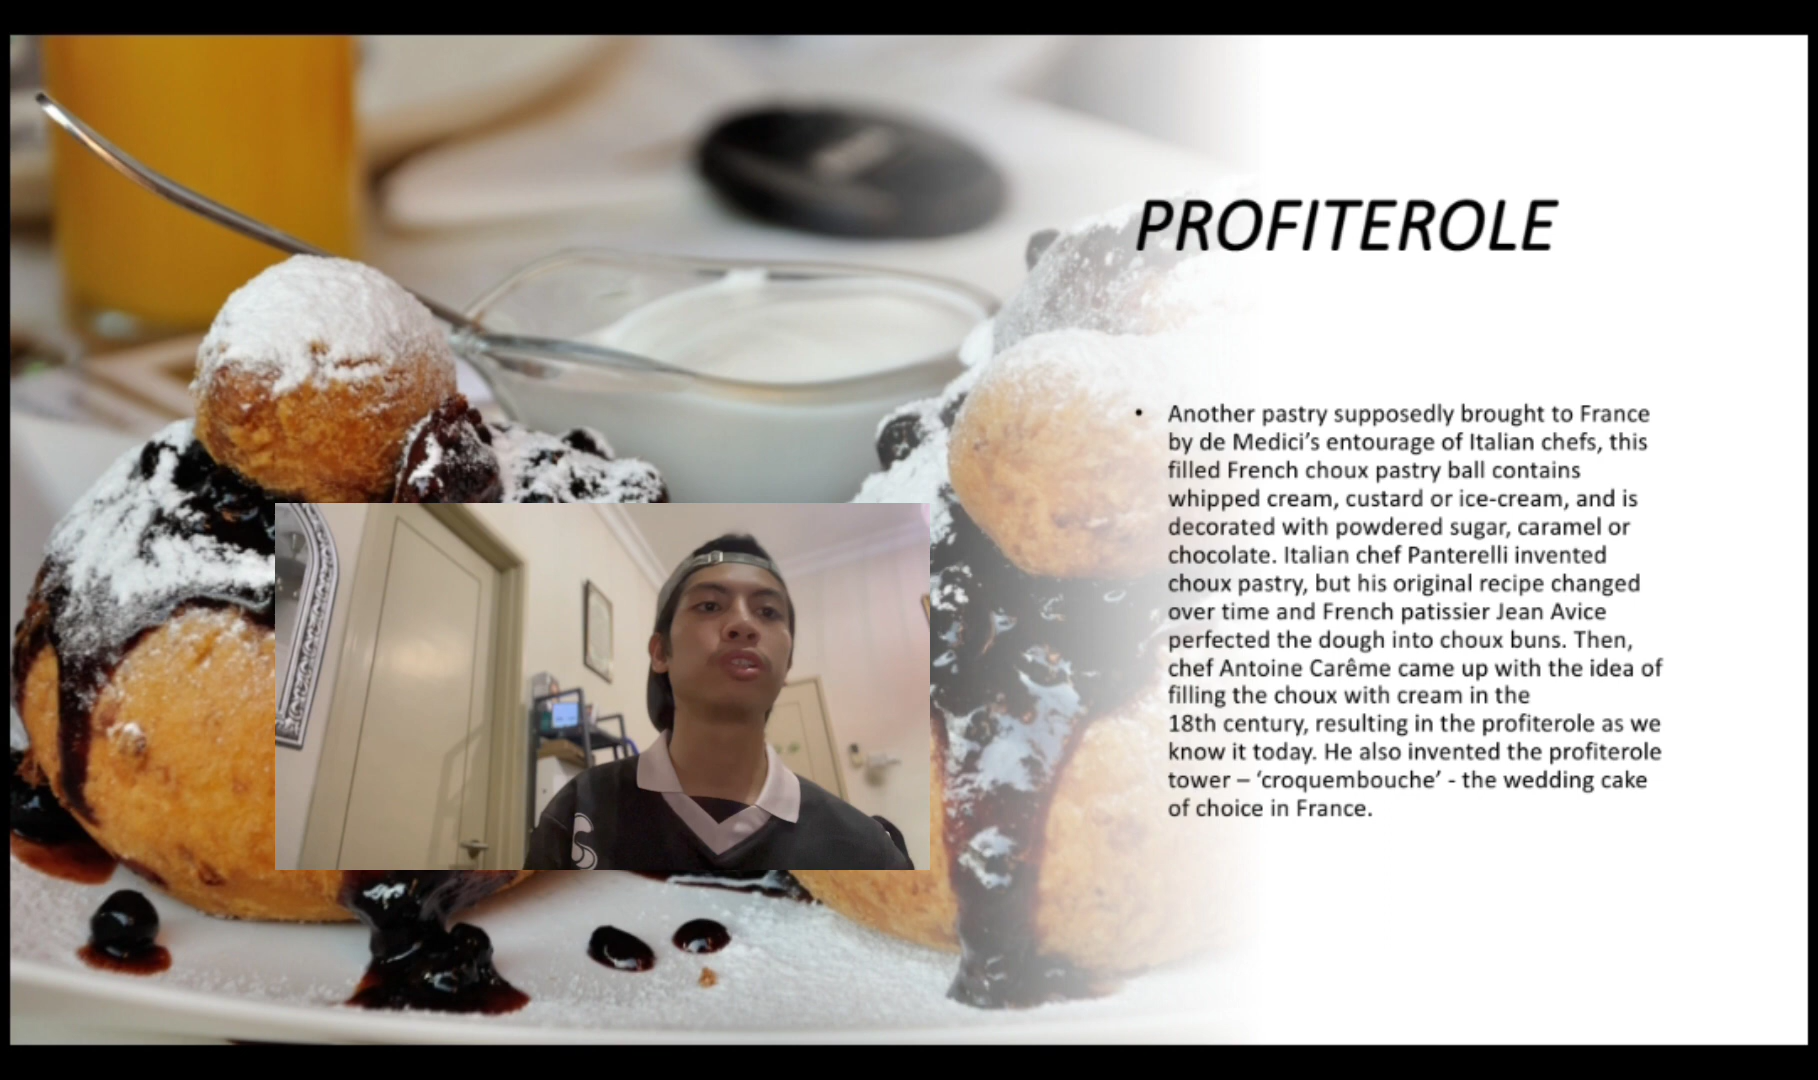 PROFITEROLE
• Another pastry supposedly brought to France
by de Medici’s entourage of Italian chefs, this
filled French choux pastry ball contains
whipped cream, custard or ice-cream, and is
decorated with powdered sugar, caramel or
chocolate. Italian chef Panterelli invented
choux pastry, but his original recipe changed
over time and French patissier Jean Avice
perfected the dough into choux buns. Then,
chef Antoine Carême came up with the idea of
filling the choux with cream in the
18th century, resulting in the profiterole as we
know it today. He also invented the profiterole
tower – ‘croquembouche’ - the wedding cake
of choice in France.